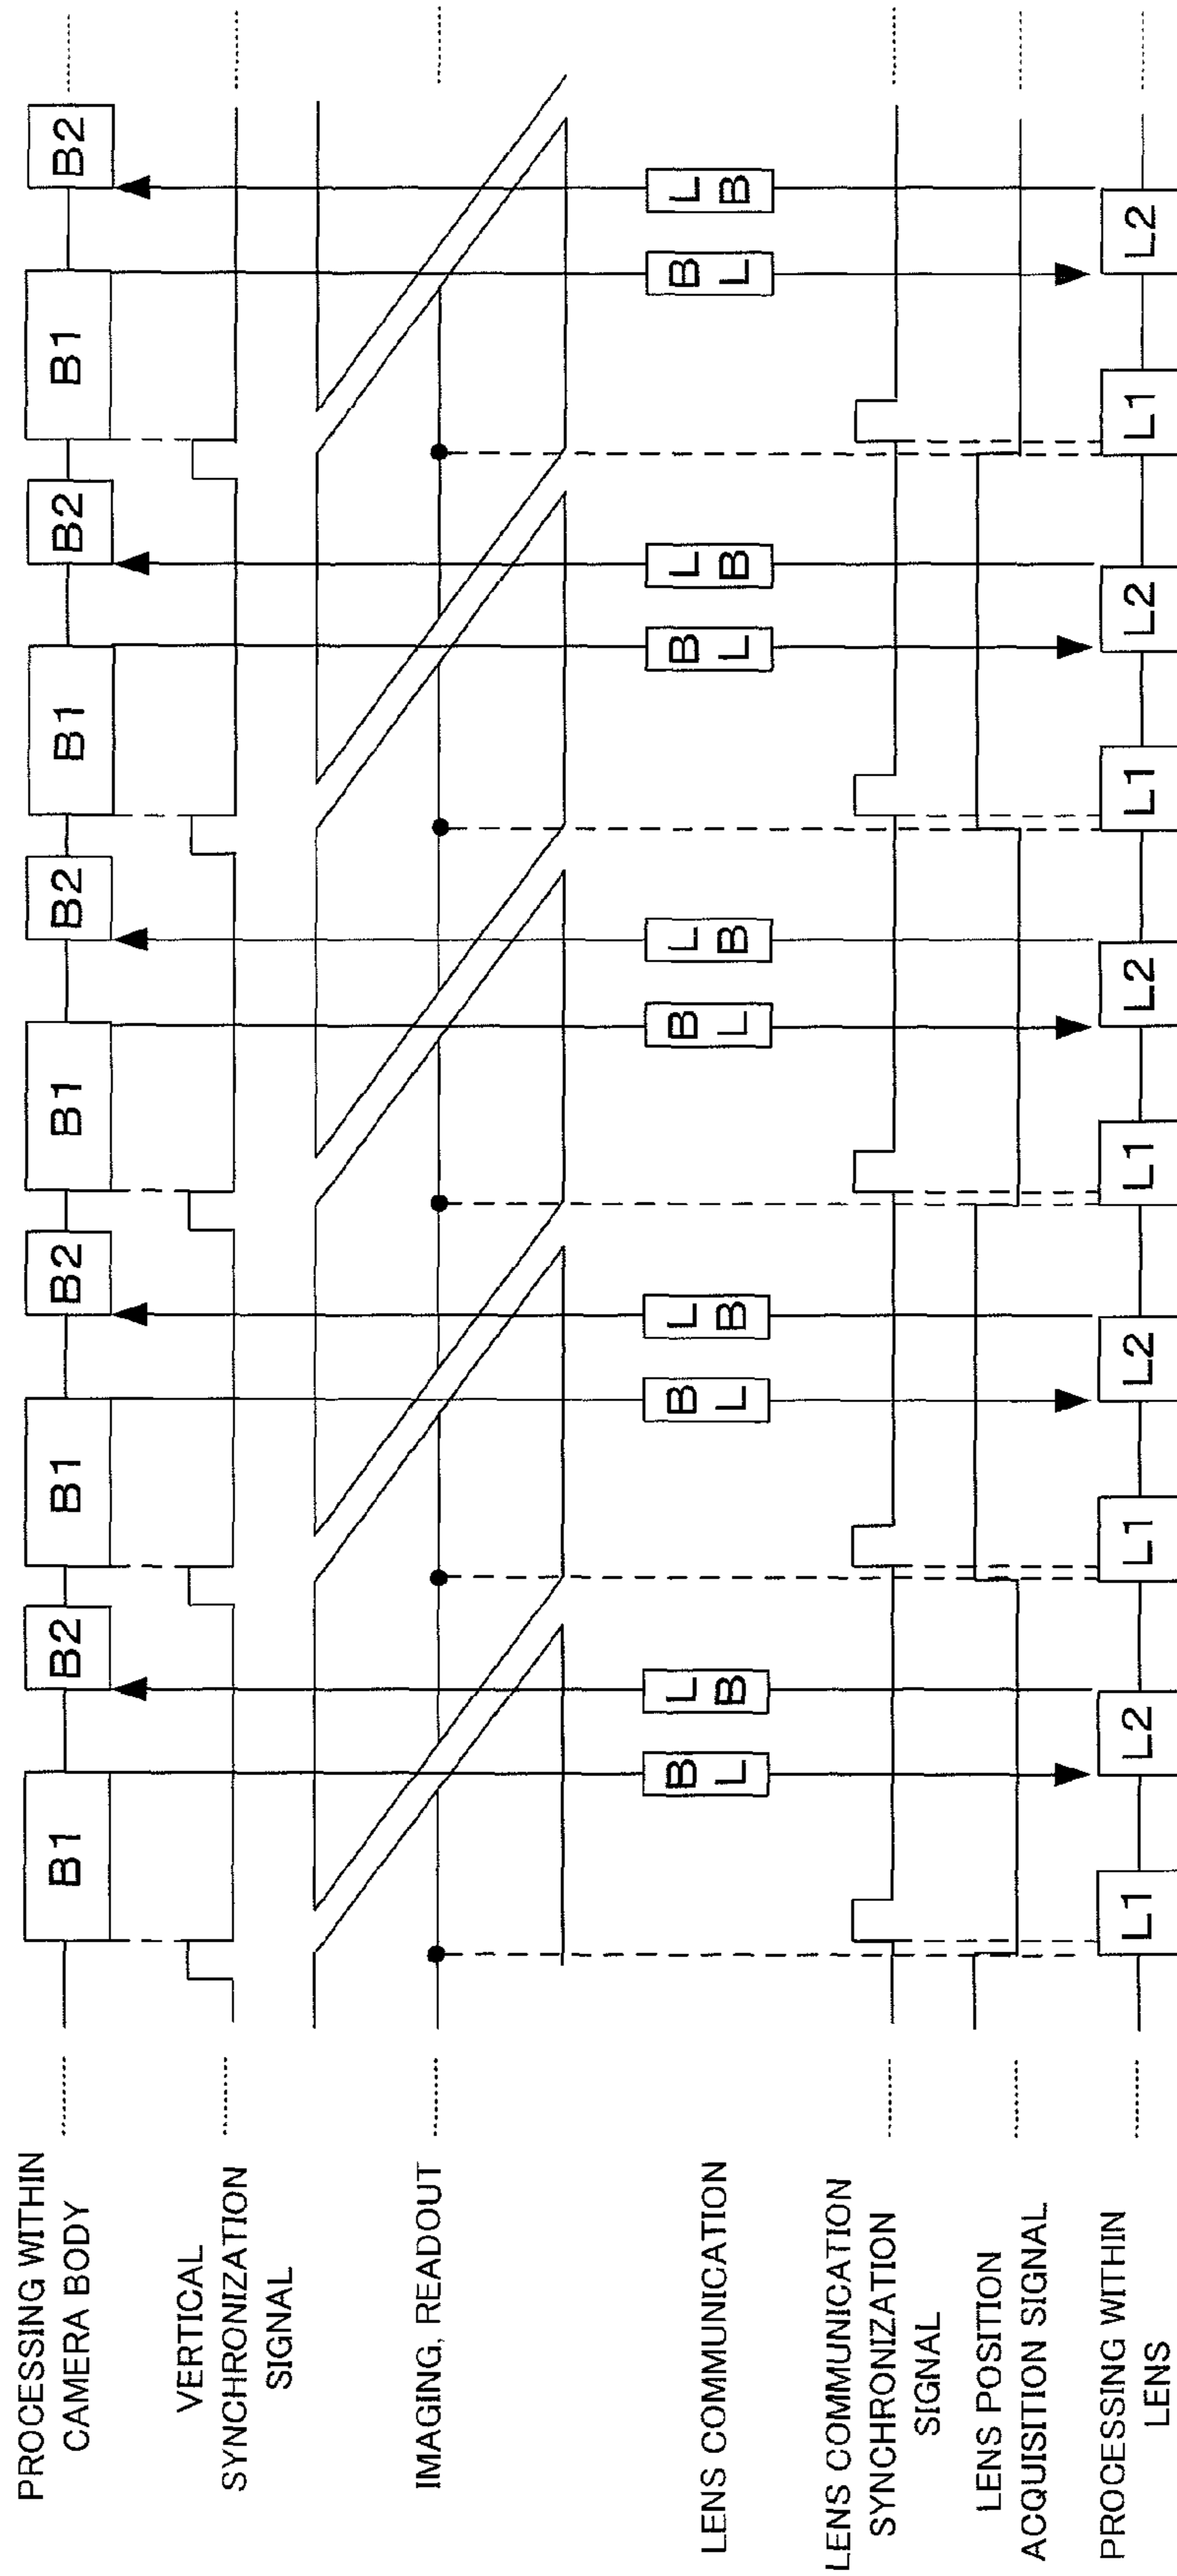 PROCESSING WITHIN
CAMERA BODY
B1
B2
B1
B2
B1
B2
B1
B2
B1
B2
VERTICAL
SYNCHRONIZATION
SIGNAL
IMAGING, READOUT
LENS COMMUNICATION
B
L
L
B
B
L
L
B
B
L
L
B
B
L
L
B
B
L
L
B
LENS COMMUNICATION
SYNCHRONIZATION
SIGNAL
LENS POSITION
ACQUISITION SIGNAL
PROCESSING WITHIN
LENS
L1
L2
L1
L2
L1
L2
L1
L2
L1
L2